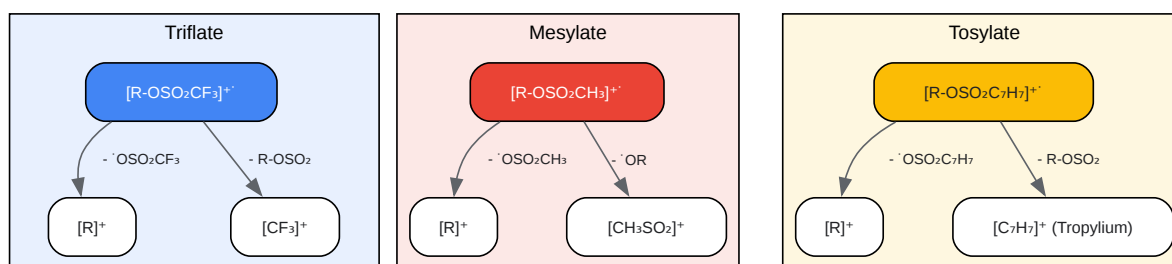 Triflate
[R-OSO₂CF₃]⁺˙
- ˙OSO₂CF₃
- R-OSO₂
[R]⁺
[CF₃]⁺
Mesylate
[R-OSO₂CH₃]⁺˙
- ˙OSO₂CH₃
- ˙OR
[R]⁺
[CH₃SO₂]⁺
Tosylate
[R-OSO₂C₇H₇]⁺˙
- ˙OSO₂C₇H₇
- R-OSO₂
[R]⁺
[C₇H₇]⁺ (Tropylium)